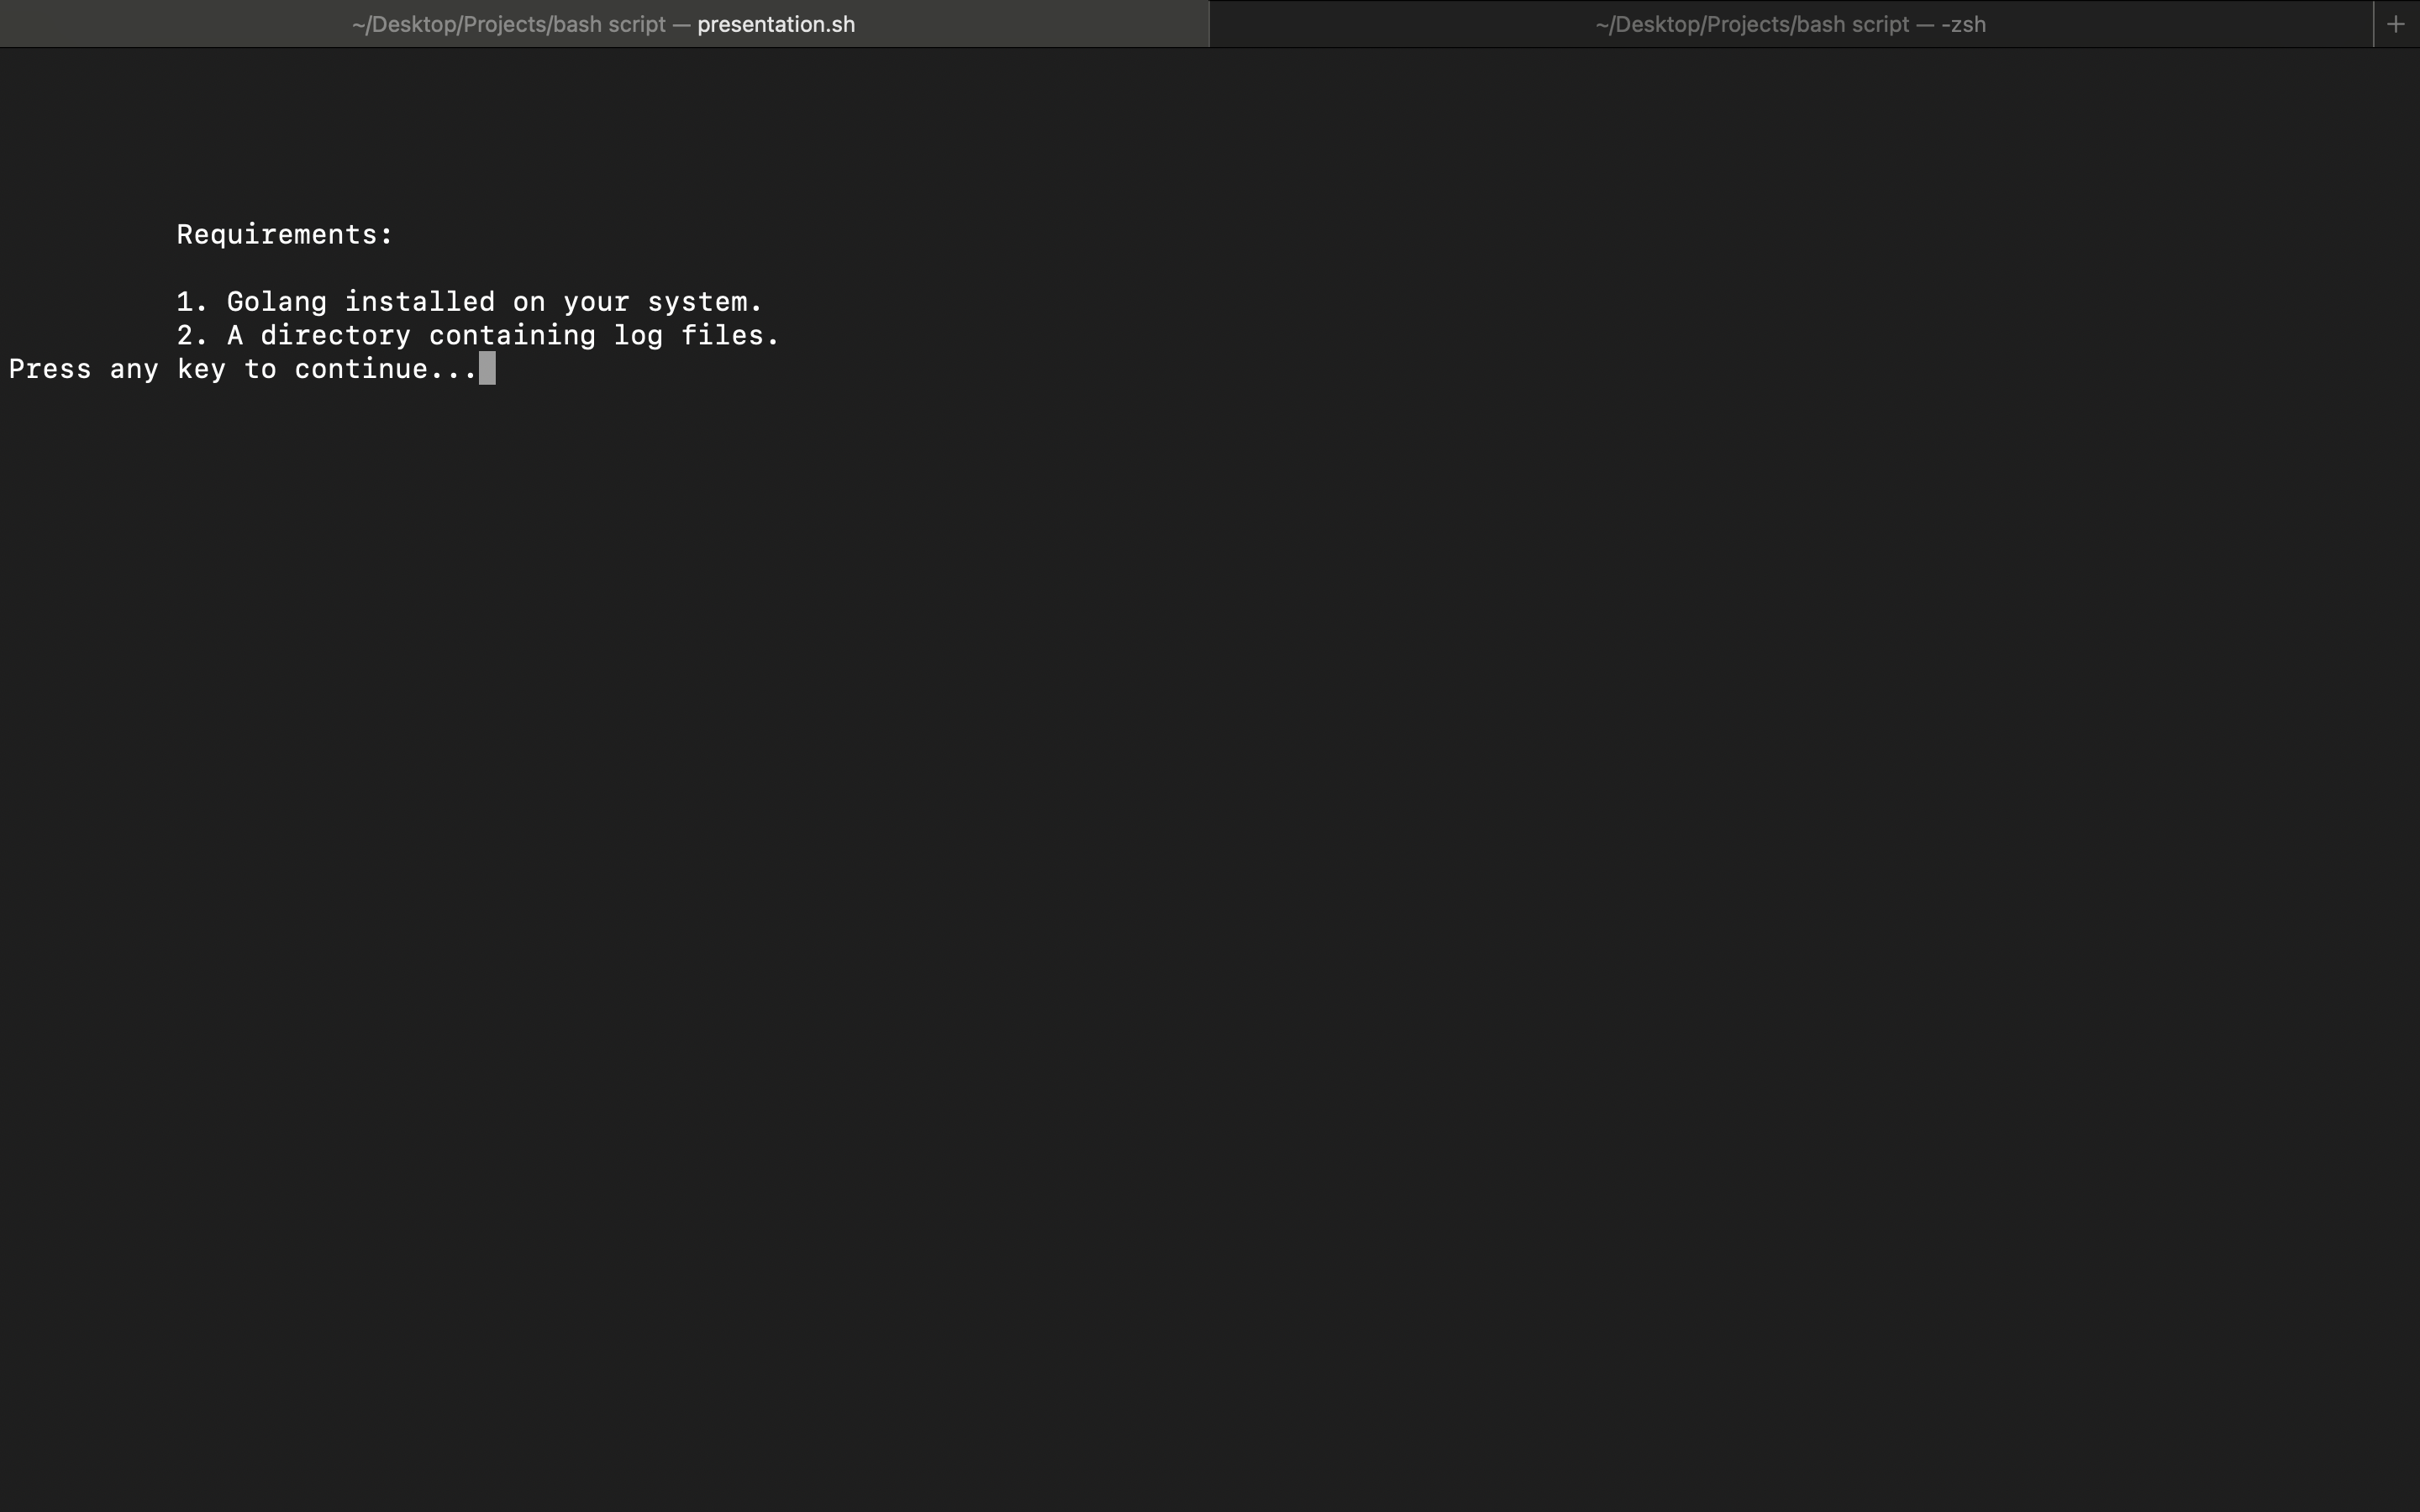 ~/Desktop/Projects/bash script — presentation.sh
~/Desktop/Projects/bash script — -zsh
Requirements:
1. Golang installed on your system.
2. A directory containing log files.
Press any key to continue...